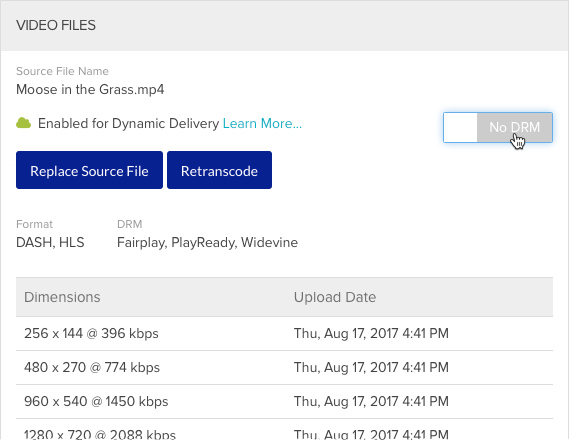 VIDEO FILES
Source File Name
Moose in the Grass.mp4
Enabled for Dynamic Delivery Learn More...
No DRM
Replace Source File Retranscode
Format DRM
DASH, HLS Fairplay, PlayReady, Widevine
Dimensions Upload Date
256 x 144 @ 396 kbps Thu, Aug 17, 2017 4:41 PM
480 x 270 @ 774 kbps Thu, Aug 17, 2017 4:41 PM
960 x 540 @ 1450 kbps Thu, Aug 17, 2017 4:41 PM
1280 x 720 @ 2088 kbps Thu, Aug 17, 2017 4:41 PM